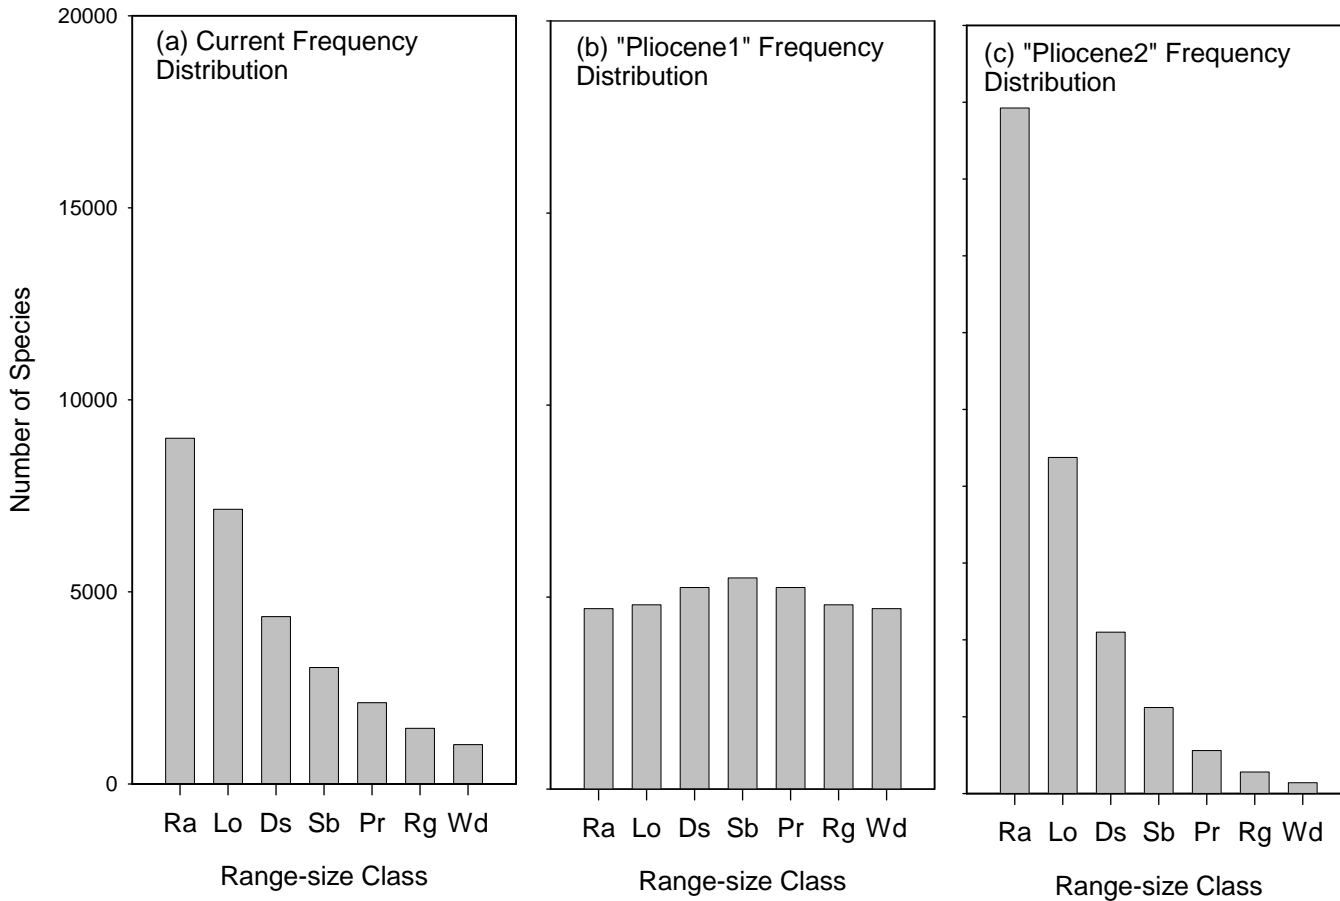 (a) Current Frequency
Distribution
Number of Species
20000
15000
10000
5000
0
Ra Lo Ds Sb Pr Rg Wd
Range-size Class
(b) "Pliocene1" Frequency
Distribution
Ra Lo Ds Sb Pr Rg Wd
Range-size Class
(c) "Pliocene2" Frequency
Distribution
Ra Lo Ds Sb Pr Rg Wd
Range-size Class